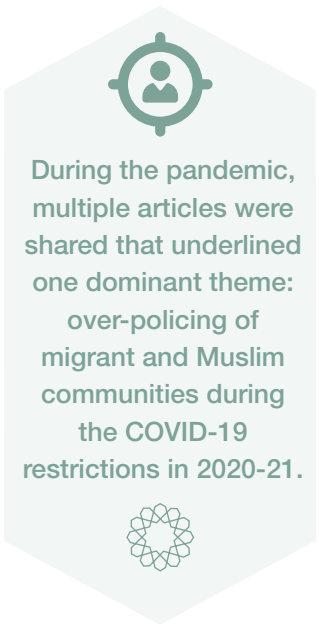 During the pandemic,
multiple articles were
shared that underlined
one dominant theme:
over-policing of
migrant and Muslim
communities during
the COVID-19
restrictions in 2020-21.